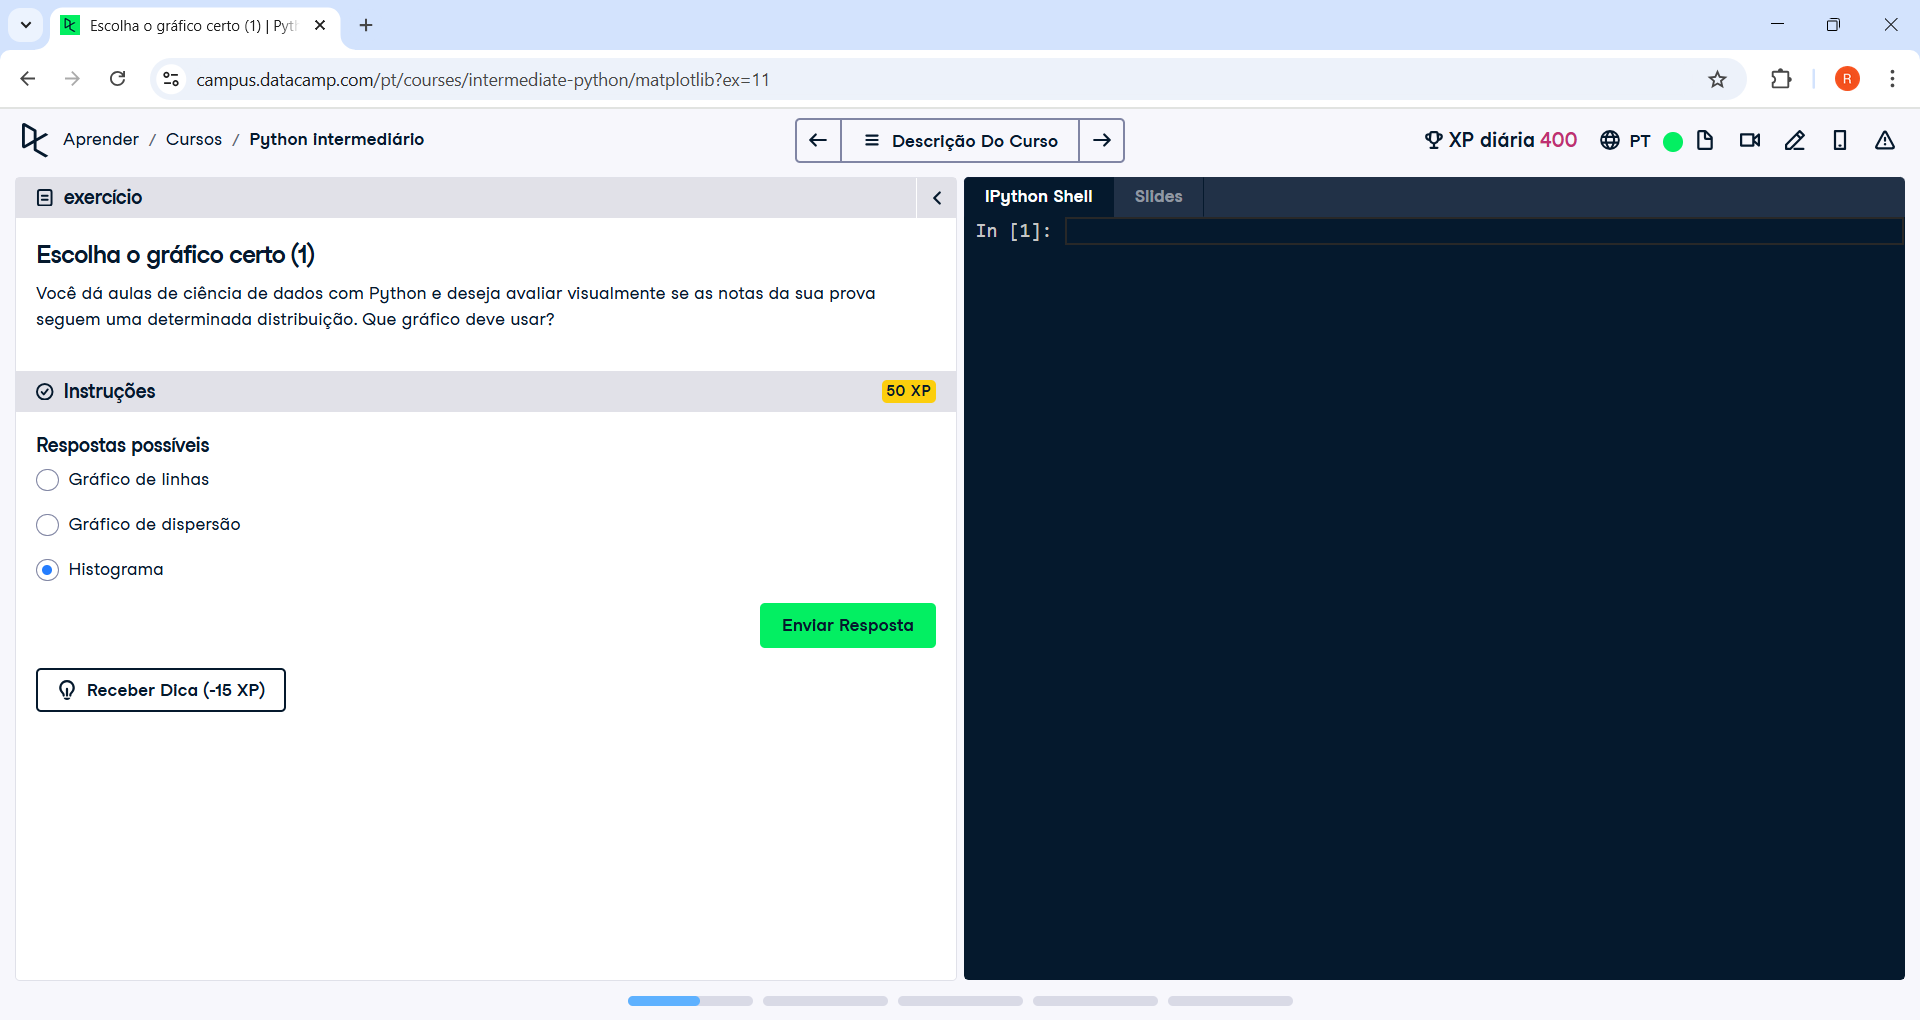 Escolha o gráfico certo (1) | Pyt
campus.datacamp.com/pt/courses/intermediate-python/matplotlib?ex=11
R
Aprender / Cursos / Python Intermediário
Descrição Do Curso
XP diária 400
PT
exercício
Escolha o gráfico certo (1)
Você dá aulas de ciência de dados com Python e deseja avaliar visualmente se as notas da sua prova
seguem uma determinada distribuição. Que gráfico deve usar?
Instruções
50 XP
Respostas possíveis
Gráfico de linhas
Gráfico de dispersão
Histograma
Enviar Resposta
Receber Dica (-15 XP)
IPython Shell
Slides
In [1]: